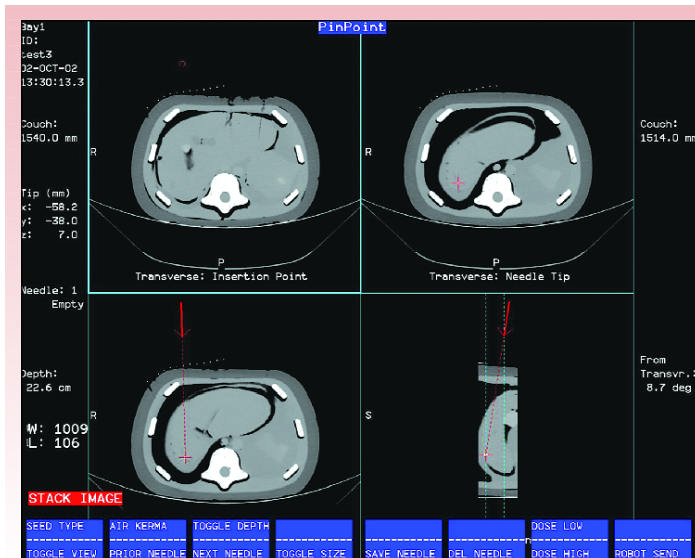 PinPoint
Bay1
ID:
test3
02-OCT-02
13:30:13.3
Couch:
1540.0 mm
Tip (mm)
x: -58.2
y: -38.0
z: 7.0
R
P
Transverse: Insertion Point
R
P
Transverse: Needle Tip
Couch:
1514.0 mm
Needle: 1
Empty
Depth:
22.6 cm
W: 1009
L: 106
R
S
From
Transvr.:
8.7 deg
STACK IMAGE
SEED TYPE AIR KERMA TOGGLE DEPTH DOSE LOW
TOGGLE VIEW PRIOR NEEDLE NEXT NEEDLE TOGGLE SIZE SAVE NEEDLE DEL NEEDLE DOSE HIGH ROBOT SEND